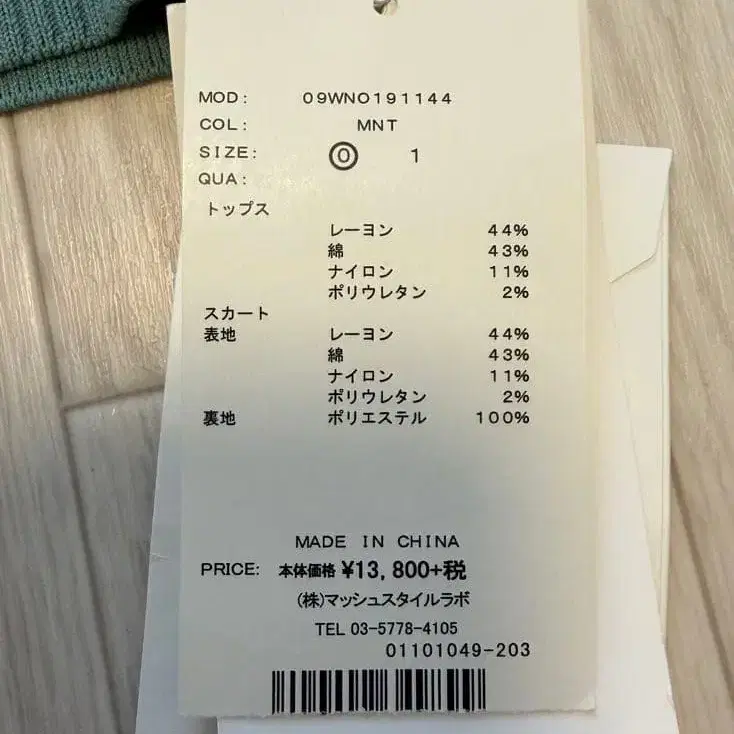 MOD: 09WNO191144
COL: MNT
SIZE: 0 1
QUA:
トップス
レーヨン 44%
綿 43%
ナイロン 11%
ポリウレタン 2%
スカート
表地 レーヨン 44%
綿 43%
ナイロン 11%
ポリウレタン 2%
裏地 ポリエステル 100%
MADE IN CHINA
PRICE: 本体価格 ¥13,800+税
(株)マッシュスタイルラボ
TEL 03-5778-4105
01101049-203